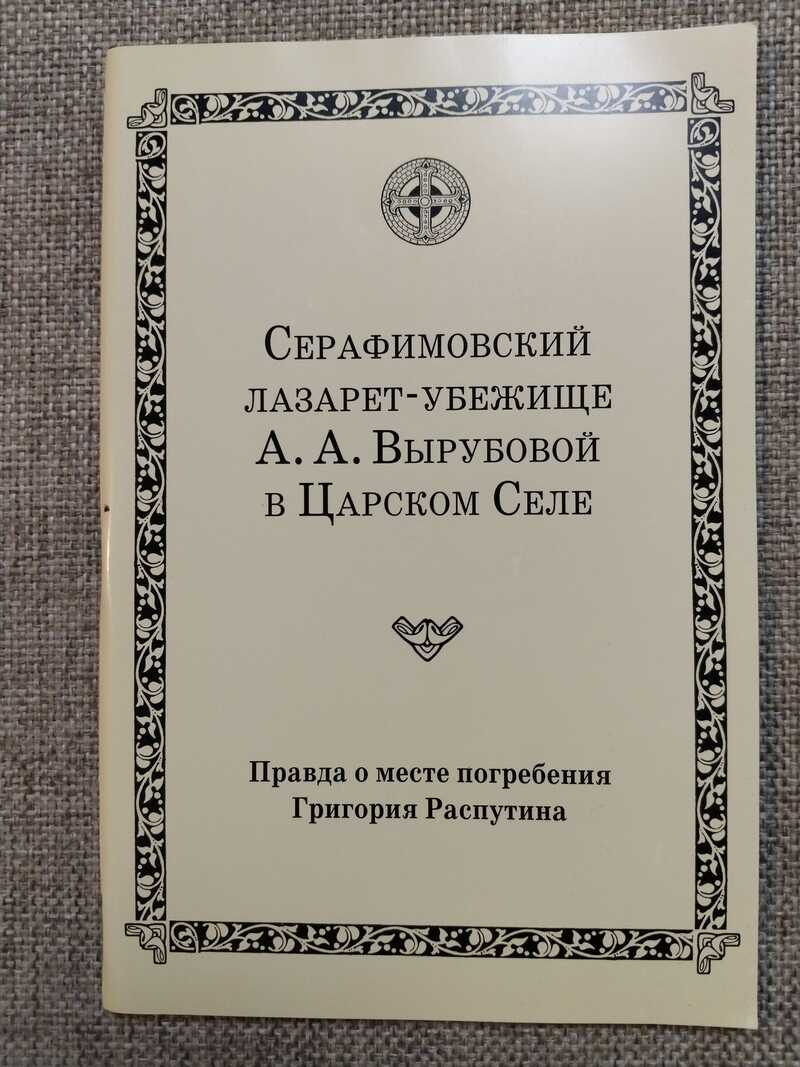 Серафимовский
лазарет-убежище
А. А. Вырубовой
в Царском Селе
Правда о месте погребения
Григория Распутина